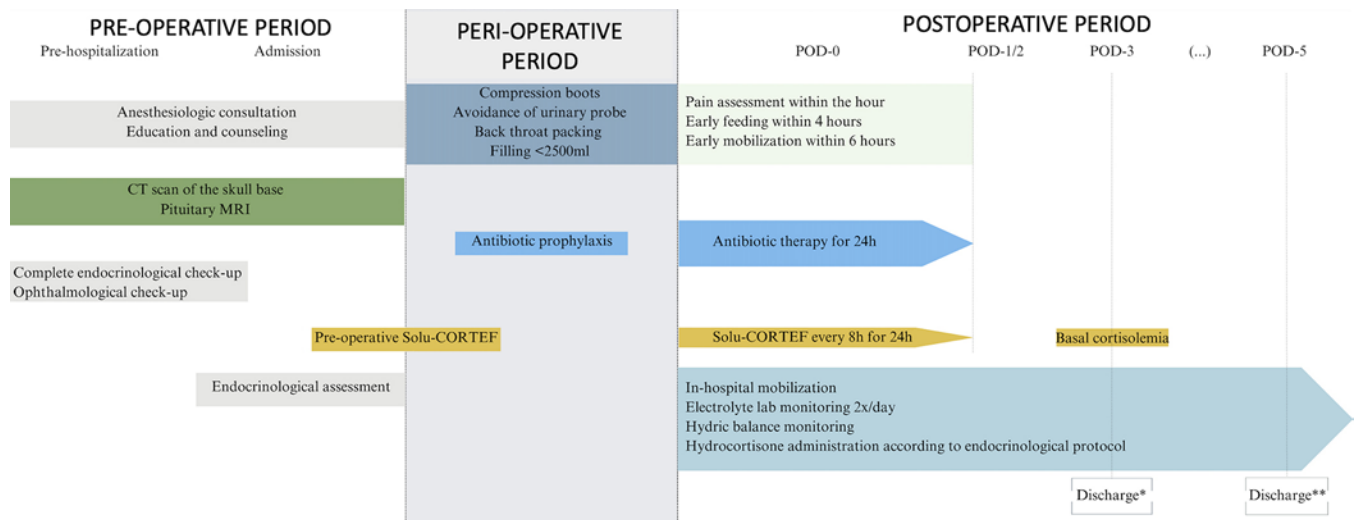 PRE-OPERATIVE PERIOD
PERI-OPERATIVE
PERIOD
POSTOPERATIVE PERIOD
Pre-hospitalization
Admission
POD-0
POD-1/2
POD-3
(...)
POD-5
Anesthesiologic consultation
Education and counseling
Compression boots
Avoidance of urinary probe
Back throat packing
Filling <2500ml
Pain assessment within the hour
Early feeding within 4 hours
Early mobilization within 6 hours
CT scan of the skull base
Pituitary MRI
Antibiotic prophylaxis
Antibiotic therapy for 24h
Complete endocrinological check-up
Ophthalmological check-up
Pre-operative Solu-CORTEF
Solu-CORTEF every 8h for 24h
Basal cortisolemia
Endocrinological assessment
In-hospital mobilization
Electrolyte lab monitoring 2x/day
Hydric balance monitoring
Hydrocortisone administration according to endocrinological protocol
Discharge*
Discharge**